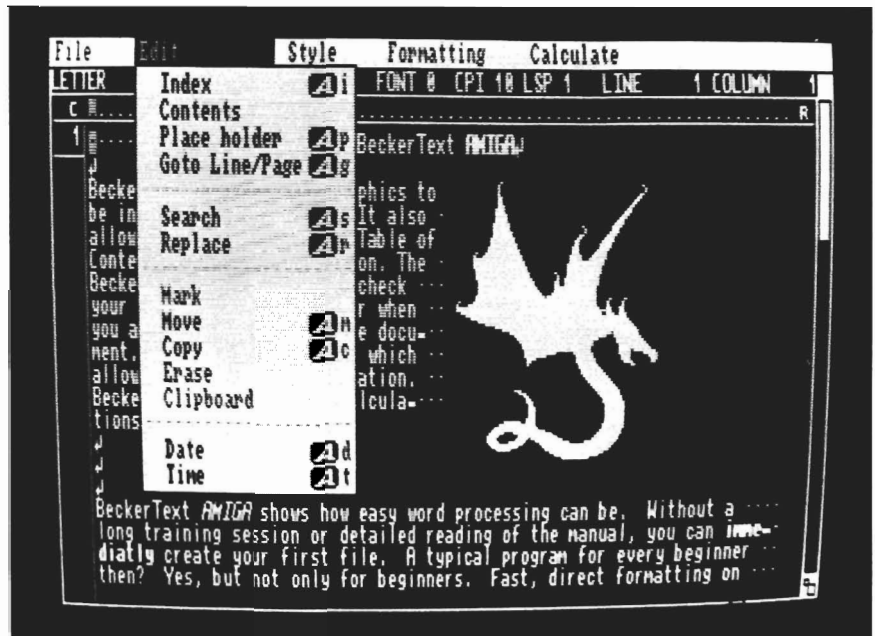 File Edit Style Formatting Calculate
LETTER FONT 0 CPI 10 LSP 1 LINE 1 COLUMN 1
C R
1 BeckerText AMIGA
Index A i
Contents
Place holder A p
Goto Line/Page A g
Search A s
Replace A r
Mark
Move A m
Copy A c
Erase
Clipboard
Date A d
Time A t
Becke phics to
be in It also
allow Table of
Conte on. The
Becke check
your r when
you a e docu-
ment. which
allow ation.
Becke lcula-
tions
BeckerText AMIGA shows how easy word processing can be. Without a
long training session or detailed reading of the manual, you can imme-
diatly create your first file. A typical program for every beginner
then? Yes, but not only for beginners. Fast, direct formatting on